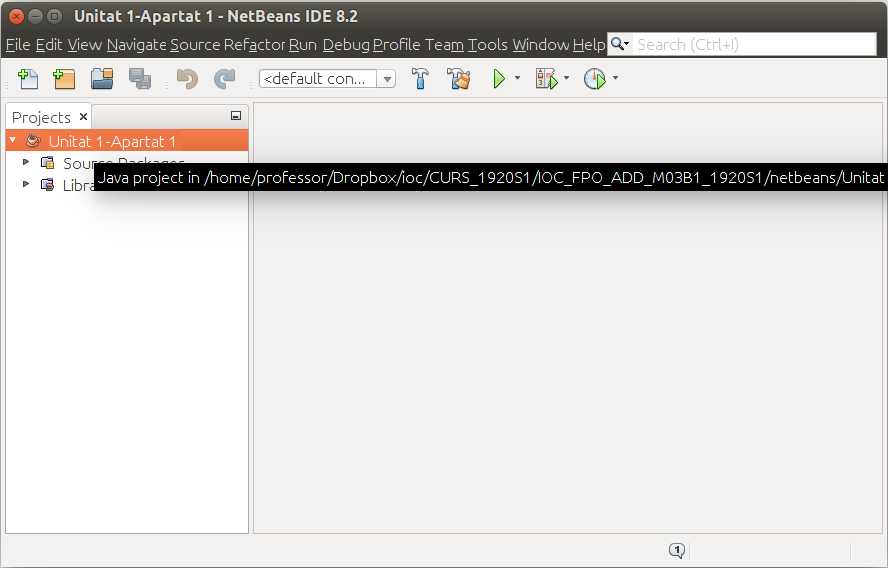 Unitat 1-Apartat 1 - NetBeans IDE 8.2
File Edit View Navigate Source Refactor Run Debug Profile Team Tools Window Help Search (Ctrl+I)
<default con...
Projects
Unitat 1-Apartat 1
Source Packages
Libra
Java project in /home/professor/Dropbox/ioc/CURS_1920S1/IOC_FPO_ADD_M03B1_1920S1/netbeans/Unitat
1